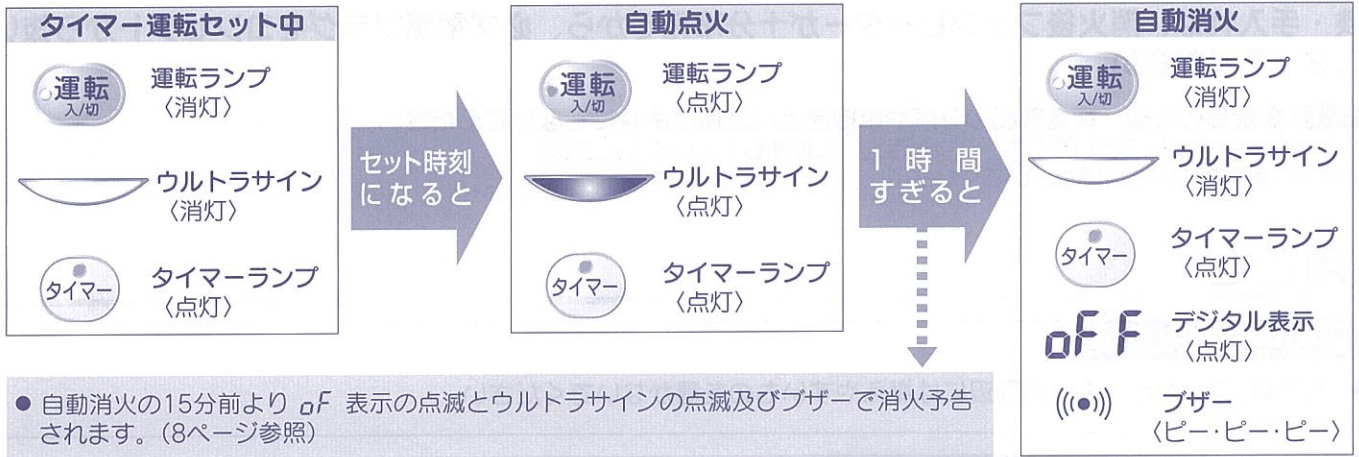 タイマー運転セット中
運転
入/切
運転ランプ
〈消灯〉
ウルトラサイン
〈消灯〉
タイマー
タイマーランプ
〈点灯〉
セット時刻
になると
自動点火
運転
入/切
運転ランプ
〈点灯〉
ウルトラサイン
〈点灯〉
タイマー
タイマーランプ
〈点灯〉
1時間
すぎると
自動消火
運転
入/切
運転ランプ
〈消灯〉
ウルトラサイン
〈消灯〉
タイマー
タイマーランプ
〈点灯〉
oFF
デジタル表示
〈点灯〉
ブザー
〈ピー・ピー・ピー〉
● 自動消火の15分前より oF 表示の点滅とウルトラサインの点滅及びブザーで消火予告
されます。(8ページ参照)